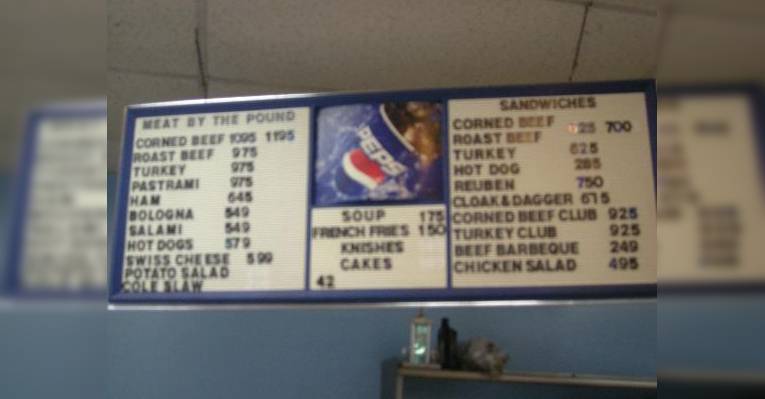 MEAT BY THE POUND
CORNED BEEF 1095 1195
ROAST BEEF 975
TURKEY 975
PASTRAMI 975
HAM 645
BOLOGNA 549
SALAMI 549
HOT DOGS 579
SWISS CHEESE 599
POTATO SALAD
COLE SLAW
PEPSI
SOUP 175
FRENCH FRIES 150
KNISHES
CAKES
42
SANDWICHES
CORNED BEEF 625 700
ROAST BEEF
TURKEY 625
HOT DOG 285
REUBEN 750
CLOAK & DAGGER 675
CORNED BEEF CLUB 925
TURKEY CLUB 925
BEEF BARBEQUE 249
CHICKEN SALAD 495